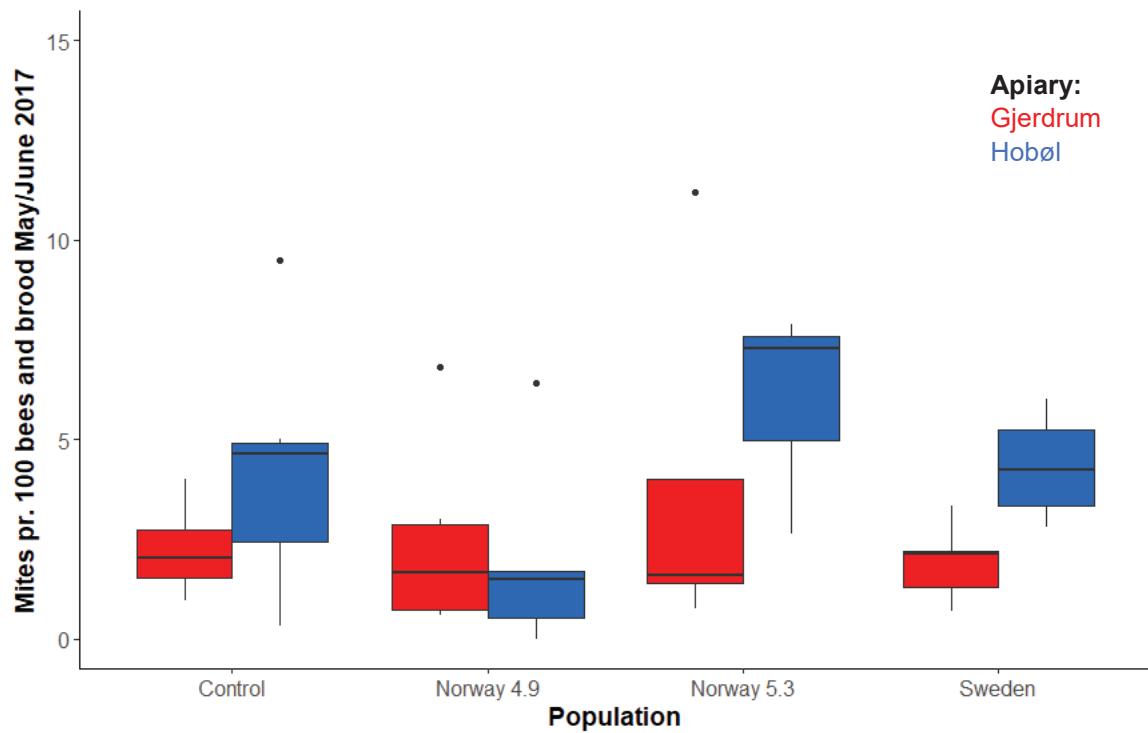 Mites pr. 100 bees and brood May/June 2017
15
10
5
0
Apiary:
Gjerdrum
Hobøl
Control
Norway 4.9
Norway 5.3
Sweden
Population